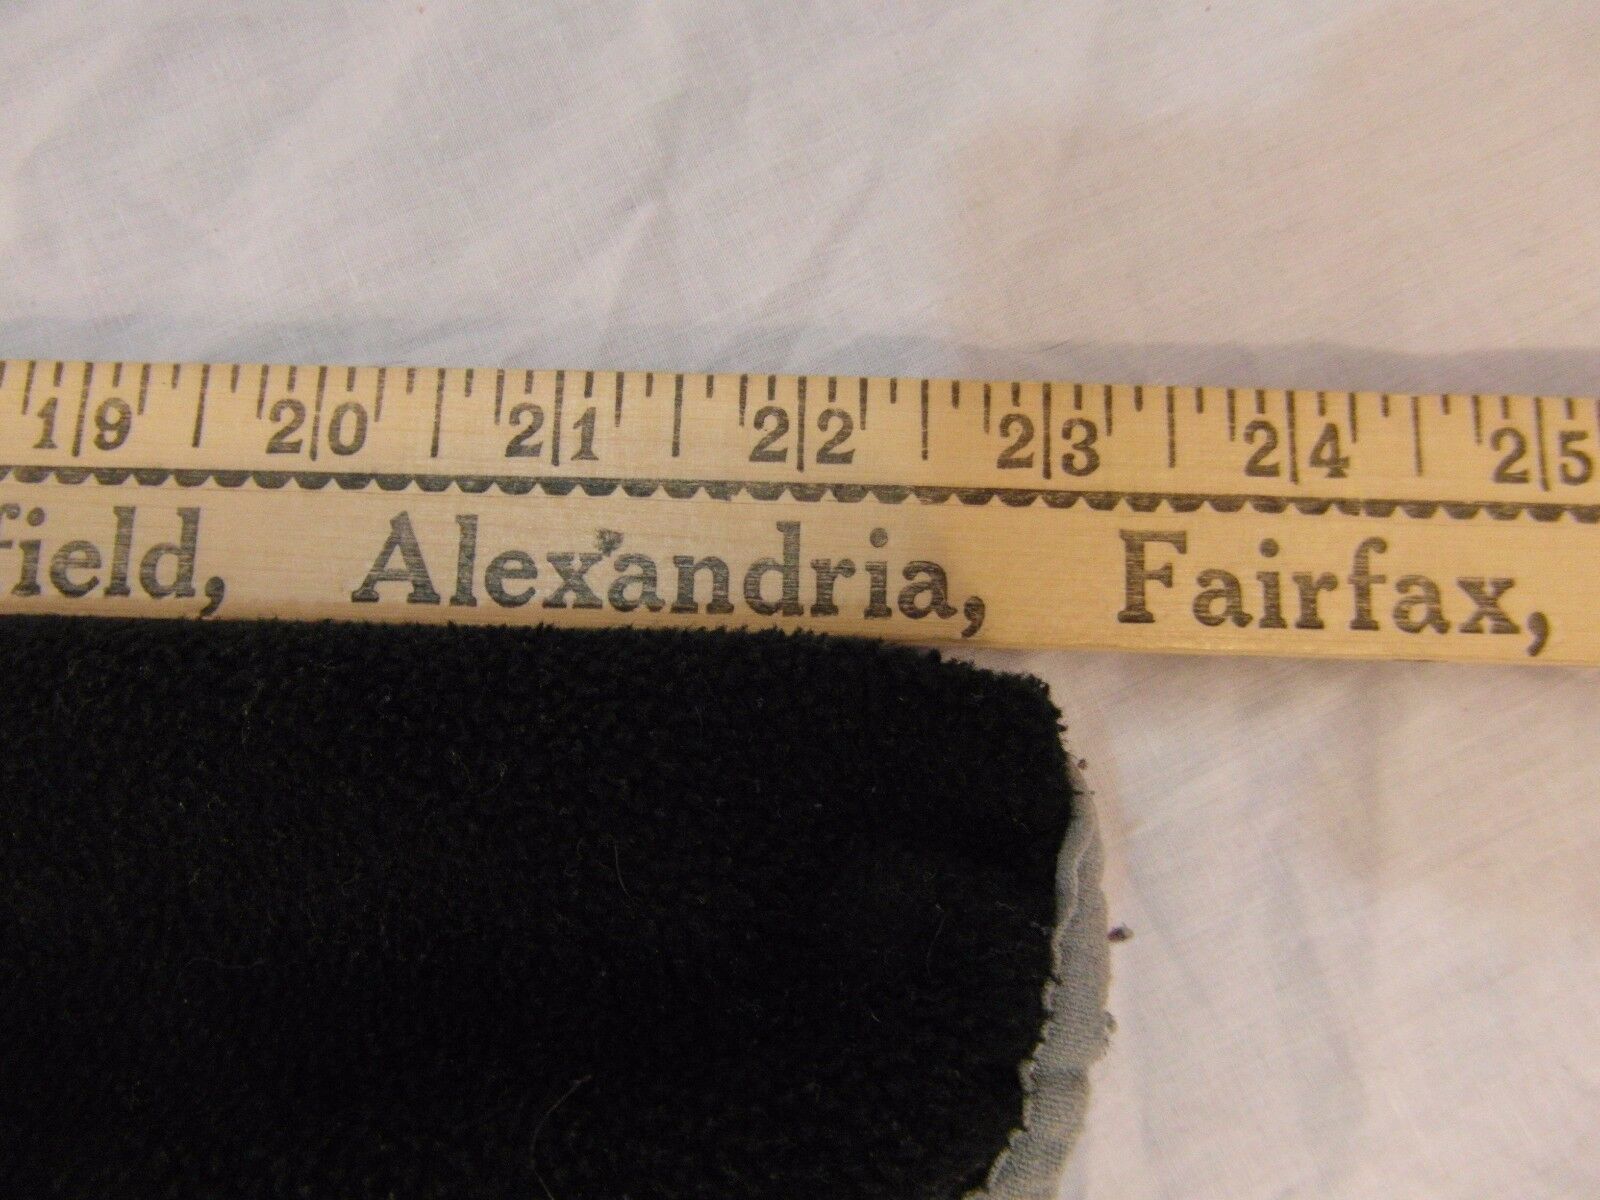 19 20 21 22 23 24 25
field, Alexandria, Fairfax,